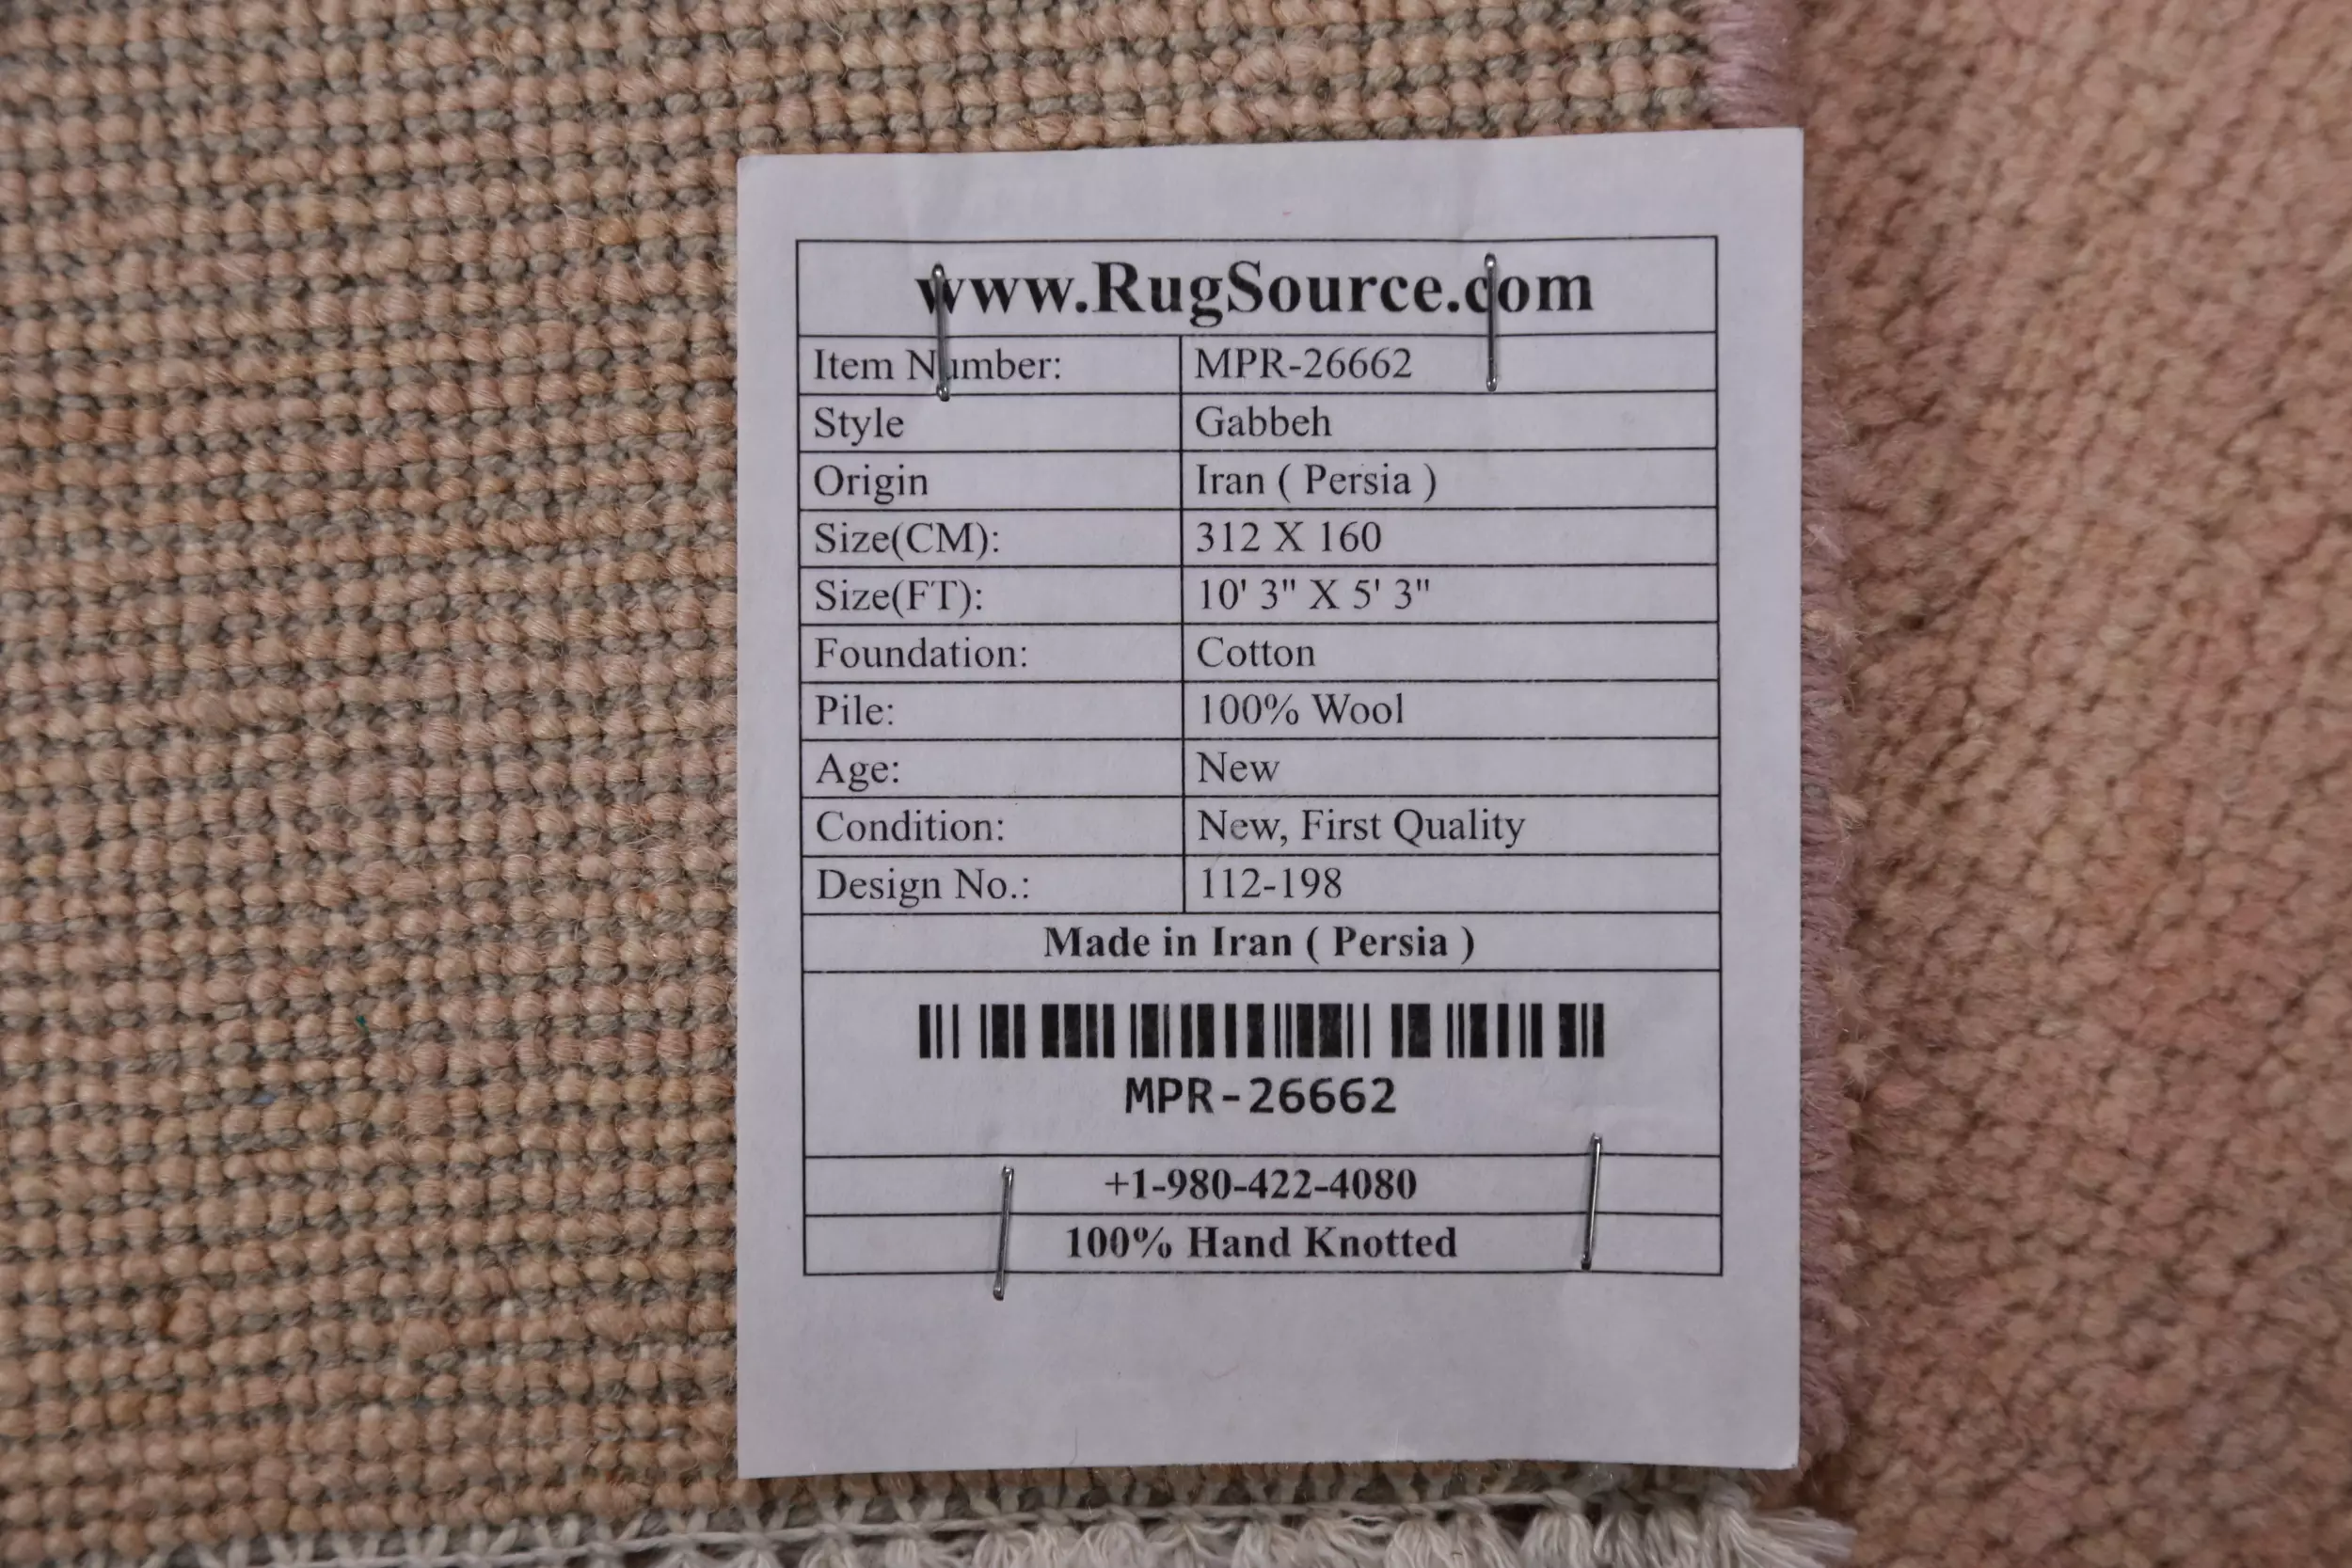 www.RugSource.com
Item Number: MPR-26662
Style Gabbeh
Origin Iran ( Persia )
Size(CM): 312 X 160
Size(FT): 10' 3" X 5' 3"
Foundation: Cotton
Pile: 100% Wool
Age: New
Condition: New, First Quality
Design No.: 112-198
Made in Iran ( Persia )
MPR-26662
+1-980-422-4080
100% Hand Knotted